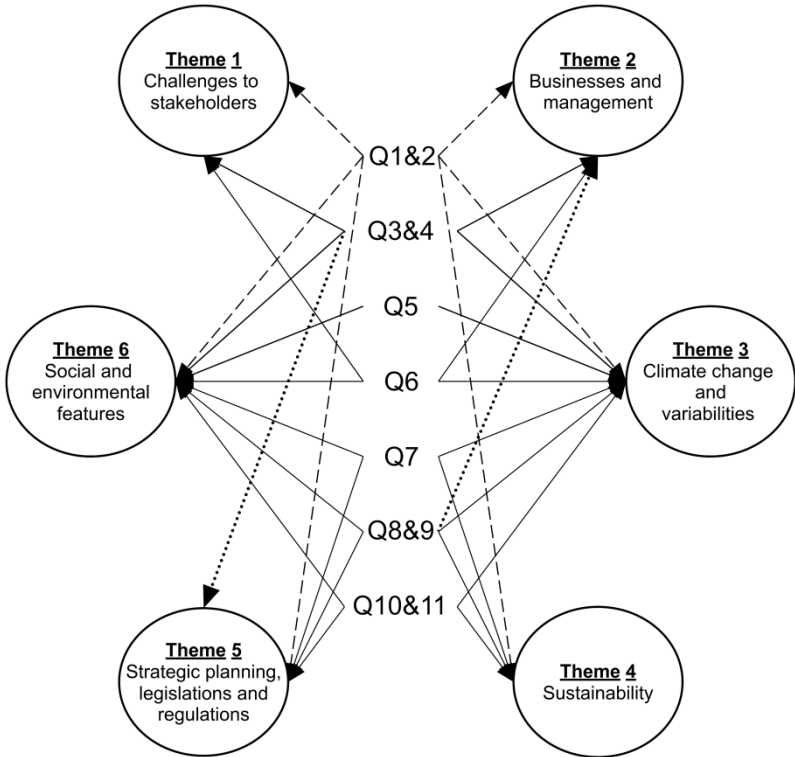 Theme 1
Challenges to
stakeholders
Theme 2
Businesses and
management
Q1&2
Q3&4
Q5
Q6
Q7
Q8&9
Q10&11
Theme 6
Social and
environmental
features
Theme 3
Climate change
and
variabilities
Theme 5
Strategic planning,
legislations and
regulations
Theme 4
Sustainability